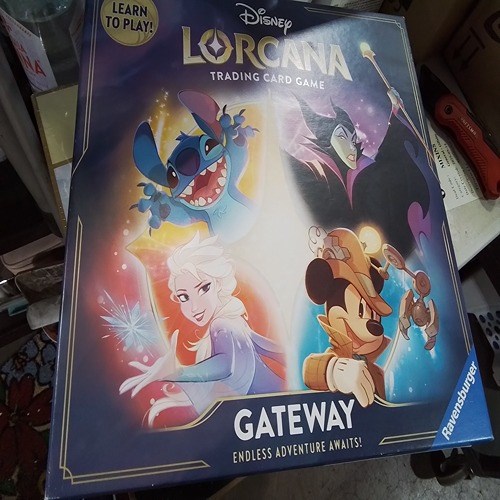 LEARN
TO PLAY!
Disney
LORCANA
TRADING CARD GAME
GATEWAY
ENDLESS ADVENTURE AWAITS!
Ravensburger